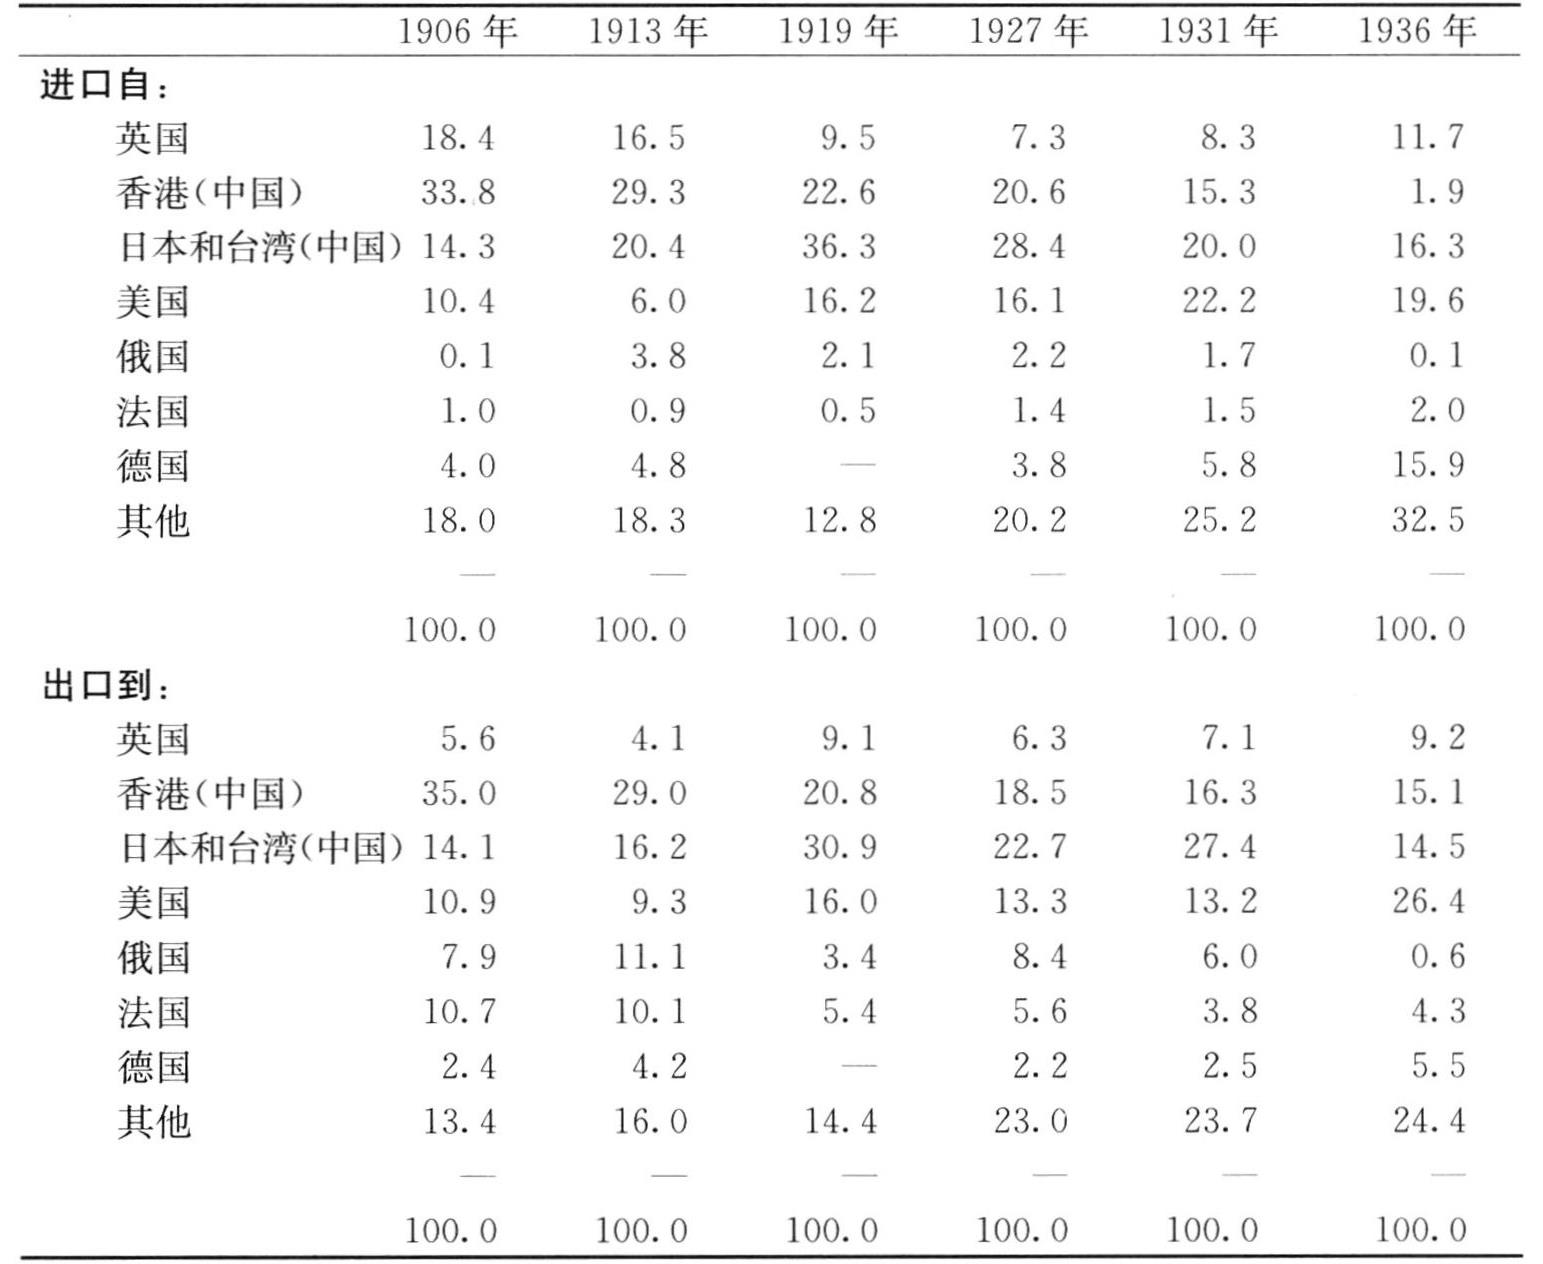 1906年 1913年 1919年 1927年 1931年 1936年
进口自：
英国 18.4 16.5 9.5 7.3 8.3 11.7
香港(中国) 33.8 29.3 22.6 20.6 15.3 1.9
日本和台湾(中国) 14.3 20.4 36.3 28.4 20.0 16.3
美国 10.4 6.0 16.2 16.1 22.2 19.6
俄国 0.1 3.8 2.1 2.2 1.7 0.1
法国 1.0 0.9 0.5 1.4 1.5 2.0
德国 4.0 4.8 — 3.8 5.8 15.9
其他 18.0 18.3 12.8 20.2 25.2 32.5
— — — — — —
100.0 100.0 100.0 100.0 100.0 100.0
出口到：
英国 5.6 4.1 9.1 6.3 7.1 9.2
香港(中国) 35.0 29.0 20.8 18.5 16.3 15.1
日本和台湾(中国) 14.1 16.2 30.9 22.7 27.4 14.5
美国 10.9 9.3 16.0 13.3 13.2 26.4
俄国 7.9 11.1 3.4 8.4 6.0 0.6
法国 10.7 10.1 5.4 5.6 3.8 4.3
德国 2.4 4.2 — 2.2 2.5 5.5
其他 13.4 16.0 14.4 23.0 23.7 24.4
— — — — — —
100.0 100.0 100.0 100.0 100.0 100.0